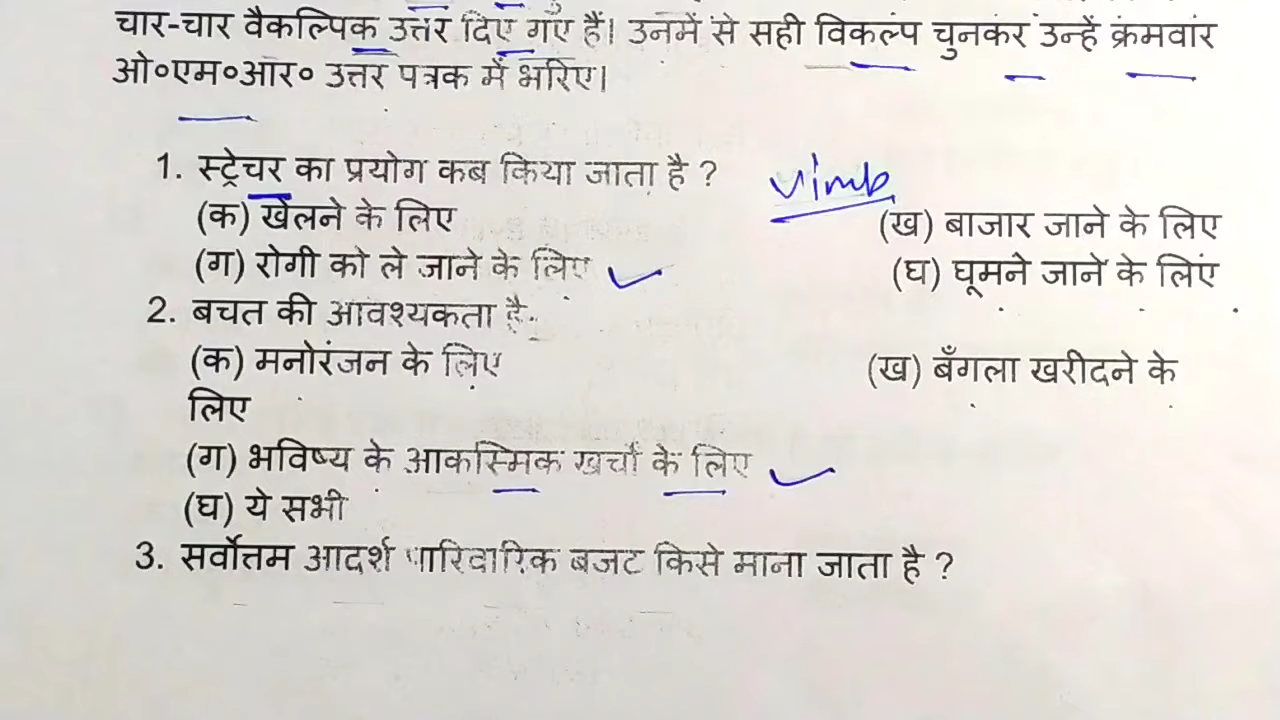 चार-चार वैकल्पिक उत्तर दिए गए हैं। उनमें से सही विकल्प चुनकर उन्हें क्रमवार
ओ०एम०आर० उत्तर पत्रक में भरिए।
1. स्ट्रेचर का प्रयोग कब किया जाता है ?
vimb
(क) खेलने के लिए (ख) बाजार जाने के लिए
(ग) रोगी को ले जाने के लिए (घ) घूमने जाने के लिए
2. बचत की आवश्यकता है-
(क) मनोरंजन के लिए (ख) बँगला खरीदने के
लिए
(ग) भविष्य के आकस्मिक खर्चों के लिए
(घ) ये सभी
3. सर्वोत्तम आदर्श पारिवारिक बजट किसे माना जाता है ?